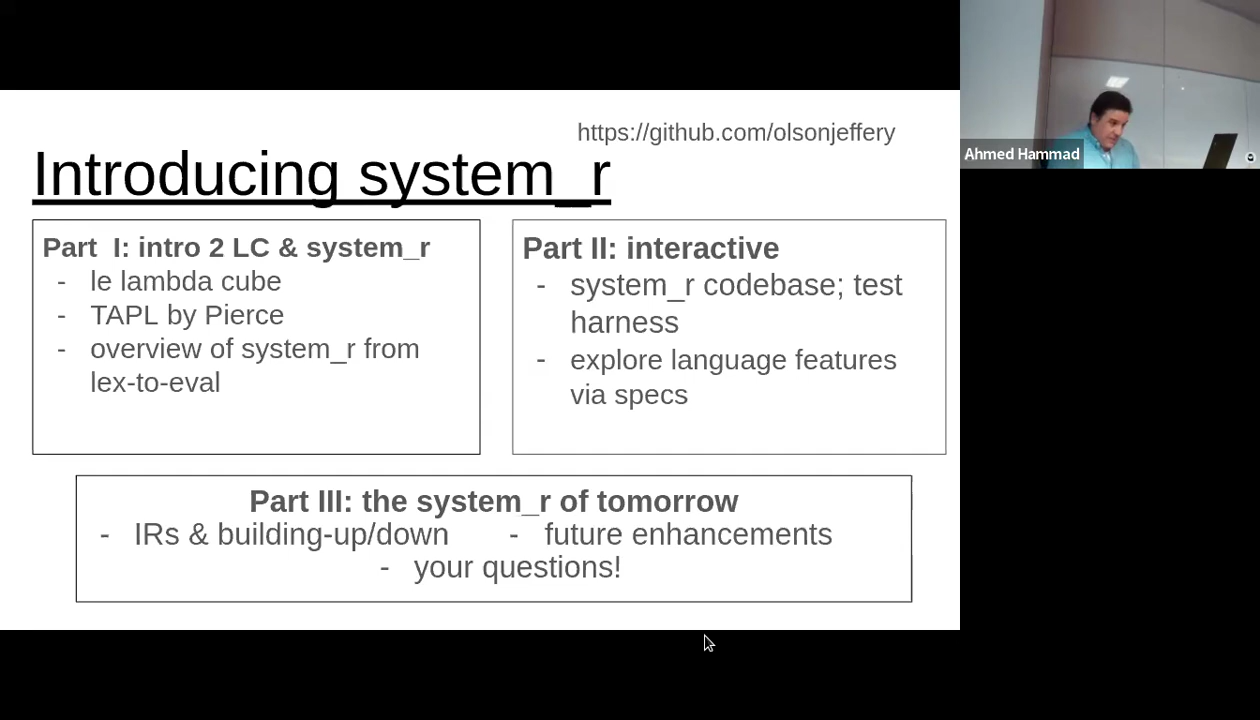 https://github.com/olsonjeffery
Introducing system_r
Part  I: intro 2 LC & system_r
- le lambda cube
- TAPL by Pierce
- overview of system_r from
lex-to-eval
Part II: interactive
- system_r codebase; test
harness
- explore language features
via specs
Part III: the system_r of tomorrow
- IRs & building-up/down - future enhancements
- your questions!
Ahmed Hammad